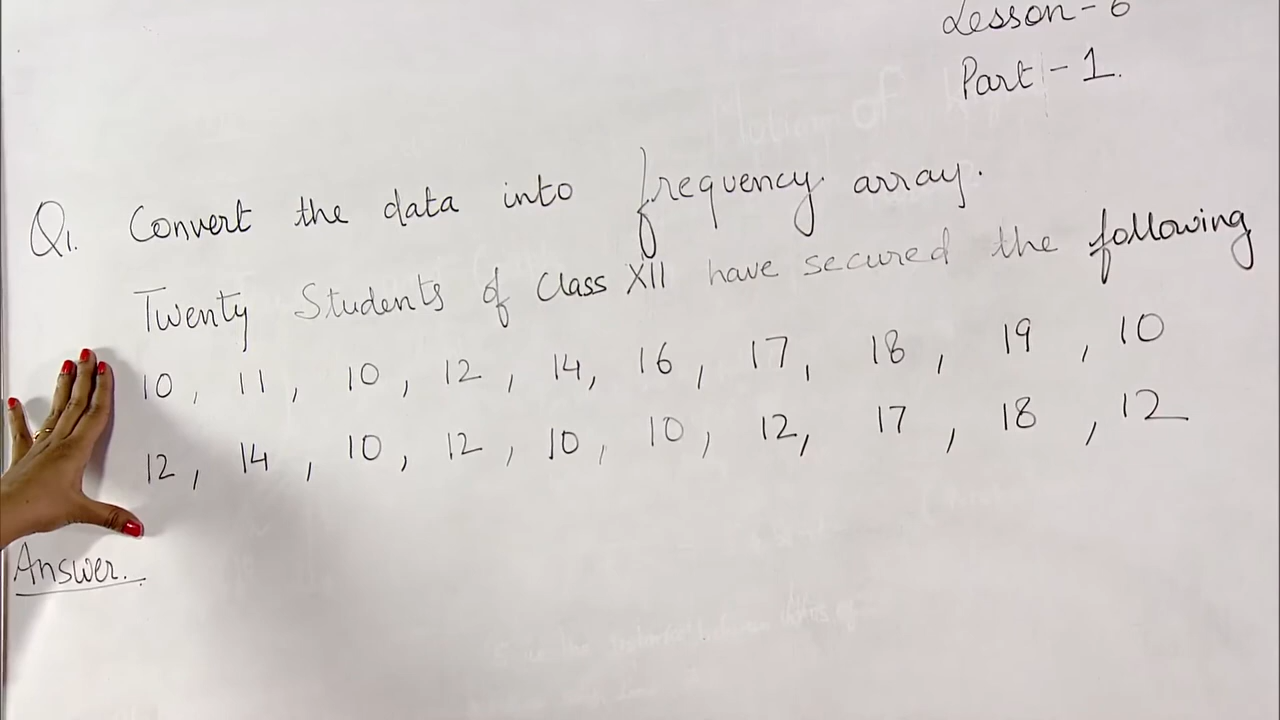 Lesson - 6
Part - 1.
Q1. Convert the data into frequency array.
Twenty Students of Class XII have secured the following
10 , 11 , 10 , 12 , 14, 16 , 17, 18 , 19 , 10
12 , 14 , 10 , 12 , 10 , 10 , 12, 17 , 18 , 12
Answer.